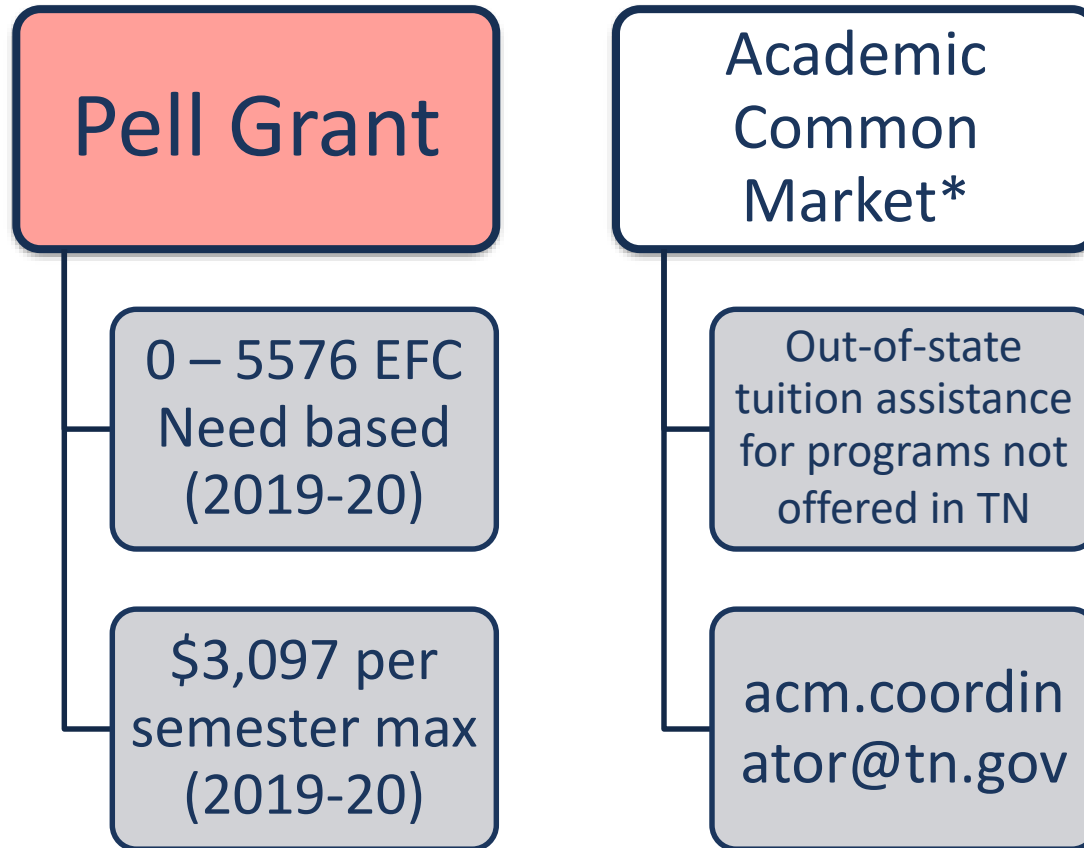 Pell Grant
0 – 5576 EFC
Need based
(2019-20)
$3,097 per
semester max
(2019-20)
Academic
Common
Market*
Out-of-state
tuition assistance
for programs not
offered in TN
acm.coordin
ator@tn.gov